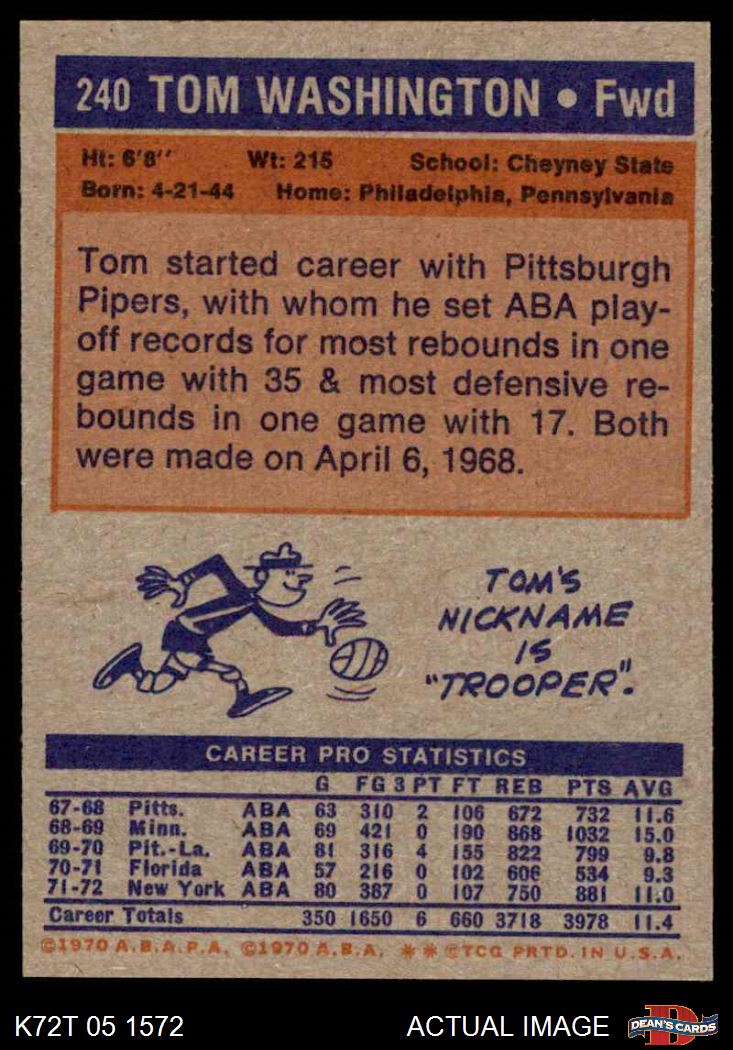 240 TOM WASHINGTON • Fwd
Ht: 6'8'' Wt: 215 School: Cheyney State
Born: 4-21-44 Home: Philadelphia, Pennsylvania
Tom started career with Pittsburgh
Pipers, with whom he set ABA play-
off records for most rebounds in one
game with 35 & most defensive re-
bounds in one game with 17. Both
were made on April 6, 1968.
TOM'S
NICKNAME
IS
"TROOPER".
CAREER PRO STATISTICS
G FG 3 PT FT REB PTS AVG
67-68 Pitts. ABA 63 310 2 106 672 732 11.6
68-69 Minn. ABA 69 421 0 190 868 1032 15.0
69-70 Pit.-La. ABA 81 316 4 155 822 799 9.8
70-71 Florida ABA 57 216 0 102 606 534 9.3
71-72 New York ABA 80 387 0 107 750 881 11.0
Career Totals 350 1650 6 660 3718 3978 11.4
©1970 A.B.A.P.A. ©1970 A.B.A. ** ©TCG PRTD. IN U.S.A.
K72T 05 1572 ACTUAL IMAGE DEAN'S CARDS